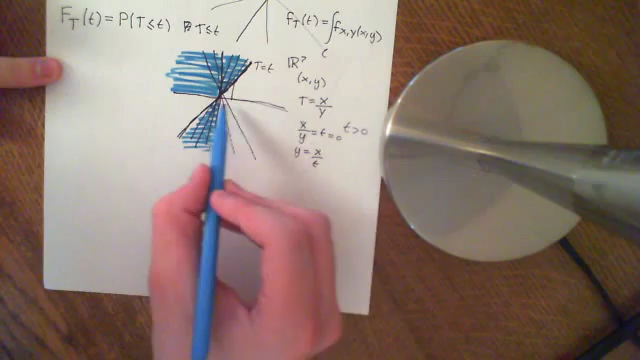 F_T(t) = P(T≤t) T≤t
f_T(t) = ∫ f_{x,y}(x,y)
c
T=t
ℝ²
(x,y)
T = x/y
x/y = t t>0
y = x/t